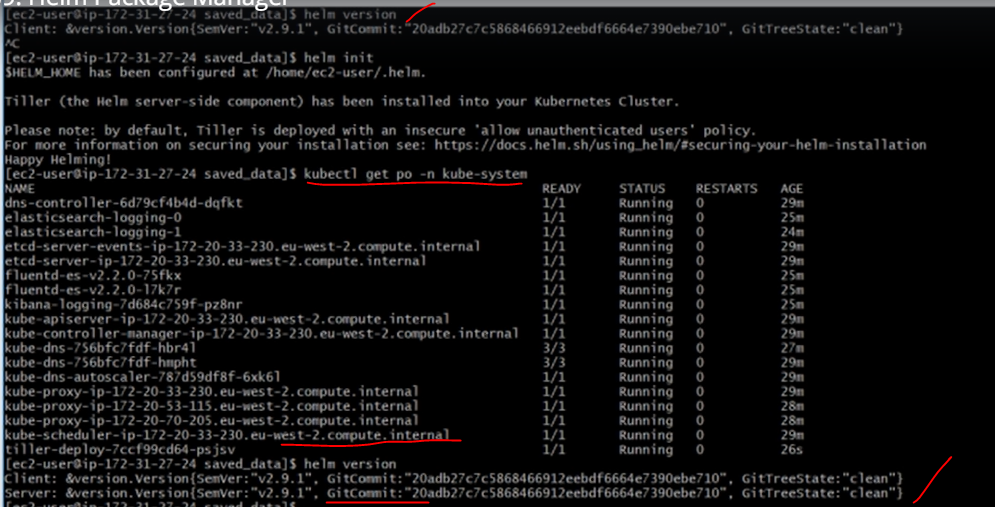 9. Helm Package Manager
[ec2-user@ip-172-31-27-24 saved_data]$ helm version
Client: &version.Version{SemVer:"v2.9.1", GitCommit:"20adb27c7c5868466912eebdf6664e7390ebe710", GitTreeState:"clean"}
^C
[ec2-user@ip-172-31-27-24 saved_data]$ helm init
$HELM_HOME has been configured at /home/ec2-user/.helm.
Tiller (the Helm server-side component) has been installed into your Kubernetes Cluster.
Please note: by default, Tiller is deployed with an insecure 'allow unauthenticated users' policy.
For more information on securing your installation see: https://docs.helm.sh/using_helm/#securing-your-helm-installation
Happy Helming!
[ec2-user@ip-172-31-27-24 saved_data]$ kubectl get po -n kube-system
NAME READY STATUS RESTARTS AGE
dns-controller-6d79cf4b4d-dqfkt 1/1 Running 0 29m
elasticsearch-logging-0 1/1 Running 0 25m
elasticsearch-logging-1 1/1 Running 0 24m
etcd-server-events-ip-172-20-33-230.eu-west-2.compute.internal 1/1 Running 0 29m
etcd-server-ip-172-20-33-230.eu-west-2.compute.internal 1/1 Running 0 29m
fluentd-es-v2.2.0-75fkx 1/1 Running 0 25m
fluentd-es-v2.2.0-l7k7r 1/1 Running 0 25m
kibana-logging-7d684c759f-pz8nr 1/1 Running 0 25m
kube-apiserver-ip-172-20-33-230.eu-west-2.compute.internal 1/1 Running 0 29m
kube-controller-manager-ip-172-20-33-230.eu-west-2.compute.internal 1/1 Running 0 29m
kube-dns-756bfc7fdf-hbr4l 3/3 Running 0 27m
kube-dns-756bfc7fdf-hmpht 3/3 Running 0 29m
kube-dns-autoscaler-787d59df8f-6xk6l 1/1 Running 0 29m
kube-proxy-ip-172-20-33-230.eu-west-2.compute.internal 1/1 Running 0 29m
kube-proxy-ip-172-20-53-115.eu-west-2.compute.internal 1/1 Running 0 28m
kube-proxy-ip-172-20-70-205.eu-west-2.compute.internal 1/1 Running 0 28m
kube-scheduler-ip-172-20-33-230.eu-west-2.compute.internal 1/1 Running 0 29m
tiller-deploy-7ccf99cd64-psjsv 1/1 Running 0 26s
[ec2-user@ip-172-31-27-24 saved_data]$ helm version
Client: &version.Version{SemVer:"v2.9.1", GitCommit:"20adb27c7c5868466912eebdf6664e7390ebe710", GitTreeState:"clean"}
Server: &version.Version{SemVer:"v2.9.1", GitCommit:"20adb27c7c5868466912eebdf6664e7390ebe710", GitTreeState:"clean"}